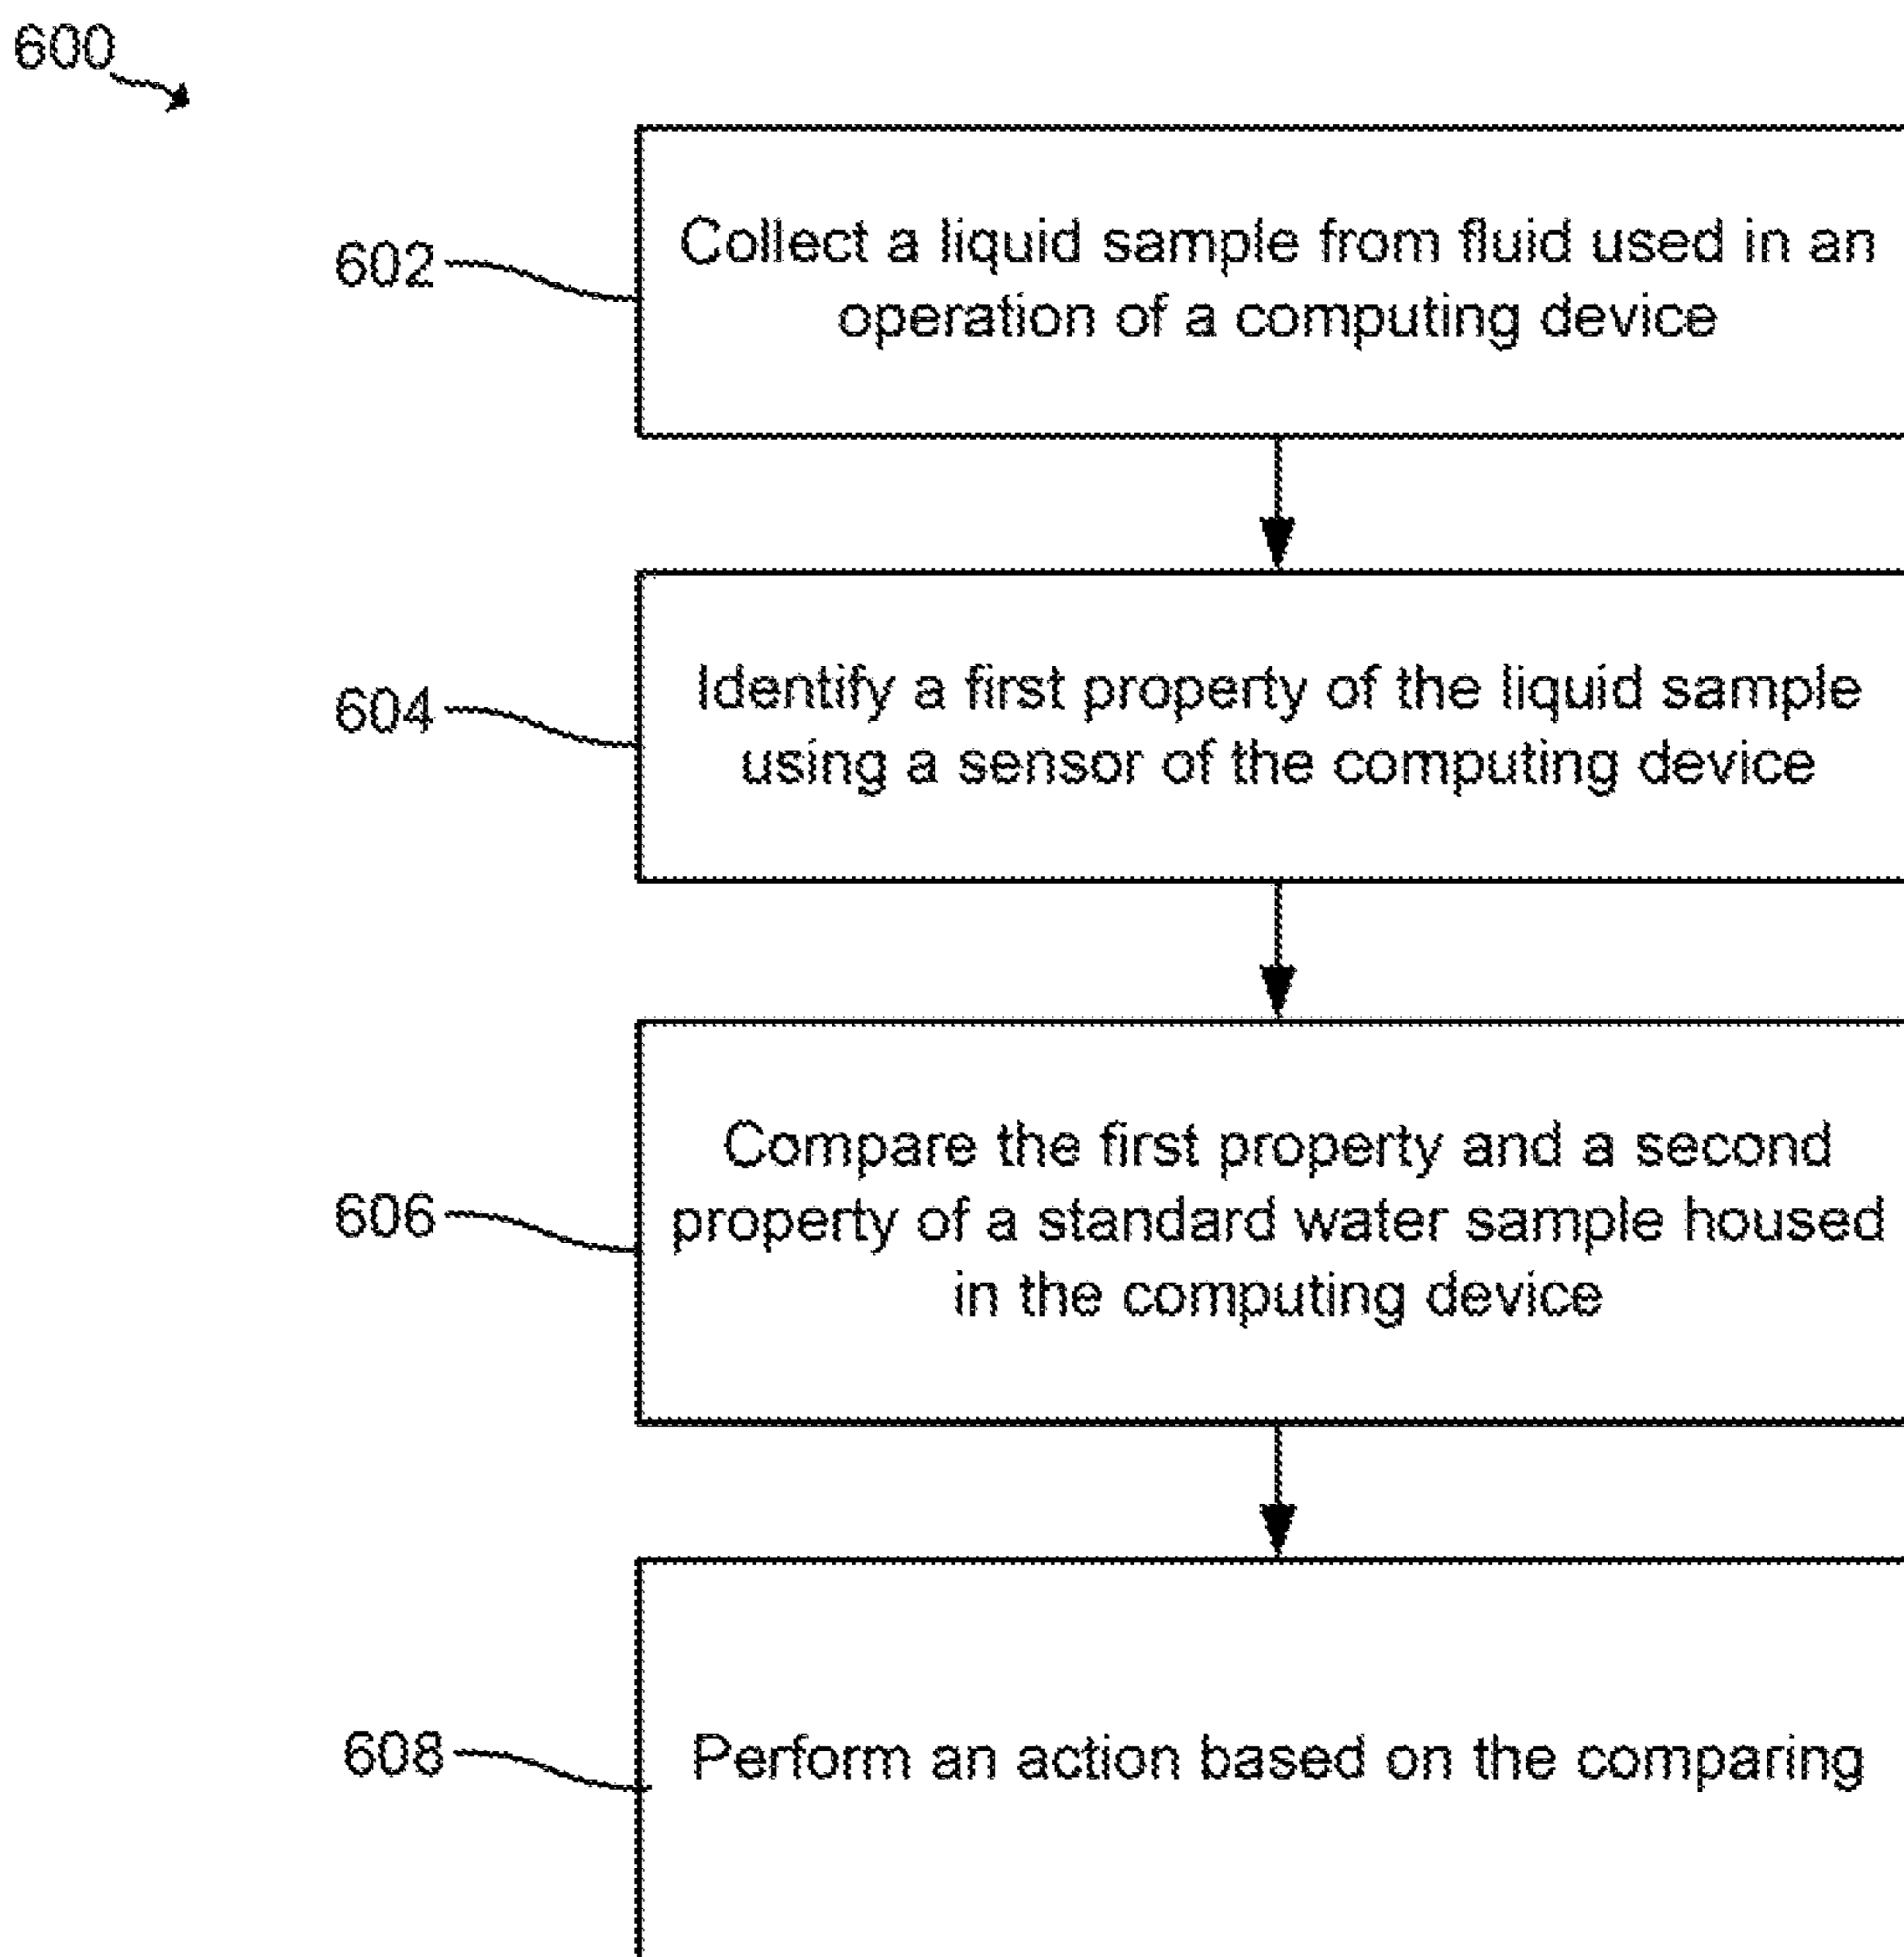 600
602
Collect a liquid sample from fluid used in an
operation of a computing device
604
Identify a first property of the liquid sample
using a sensor of the computing device
606
Compare the first property and a second
property of a standard water sample housed
in the computing device
608
Perform an action based on the comparing